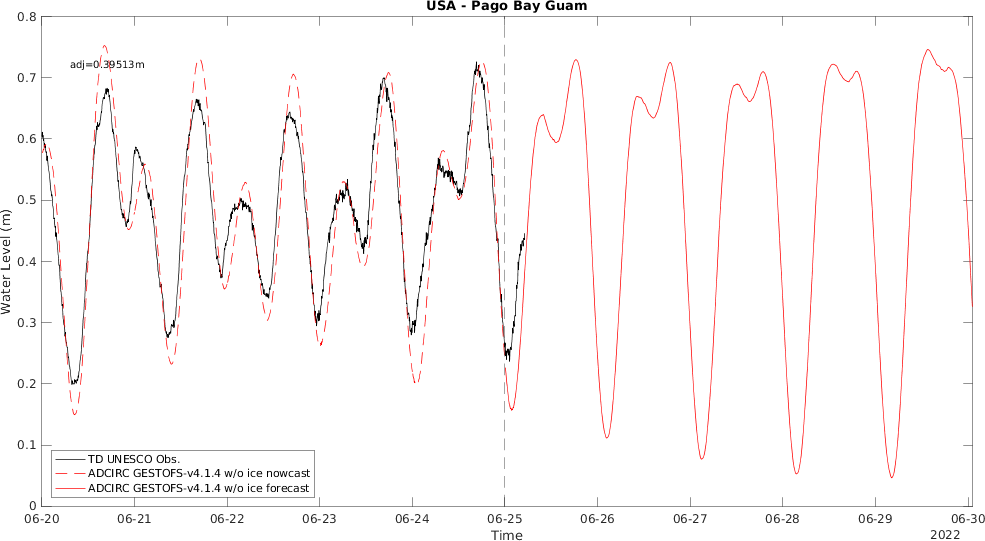 USA - Pago Bay Guam
adj=0.39513m
0.8
0.7
0.6
0.5
0.4
0.3
0.2
0.1
0
Water Level (m)
TD UNESCO Obs.
ADCIRC GESTOFS-v4.1.4 w/o ice nowcast
ADCIRC GESTOFS-v4.1.4 w/o ice forecast
06-20 06-21 06-22 06-23 06-24 06-25 06-26 06-27 06-28 06-29 06-30
Time
2022